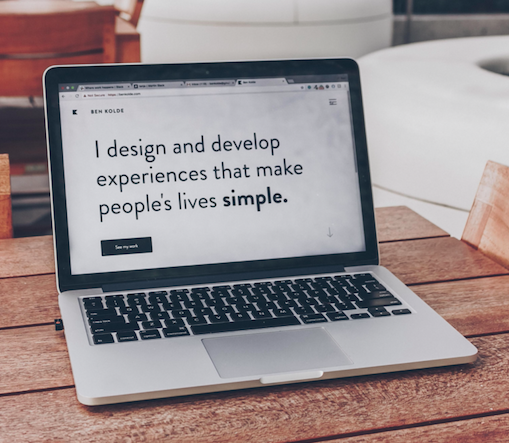 BEN KOLDE
I design and develop
experiences that make
people's lives simple.
See my work